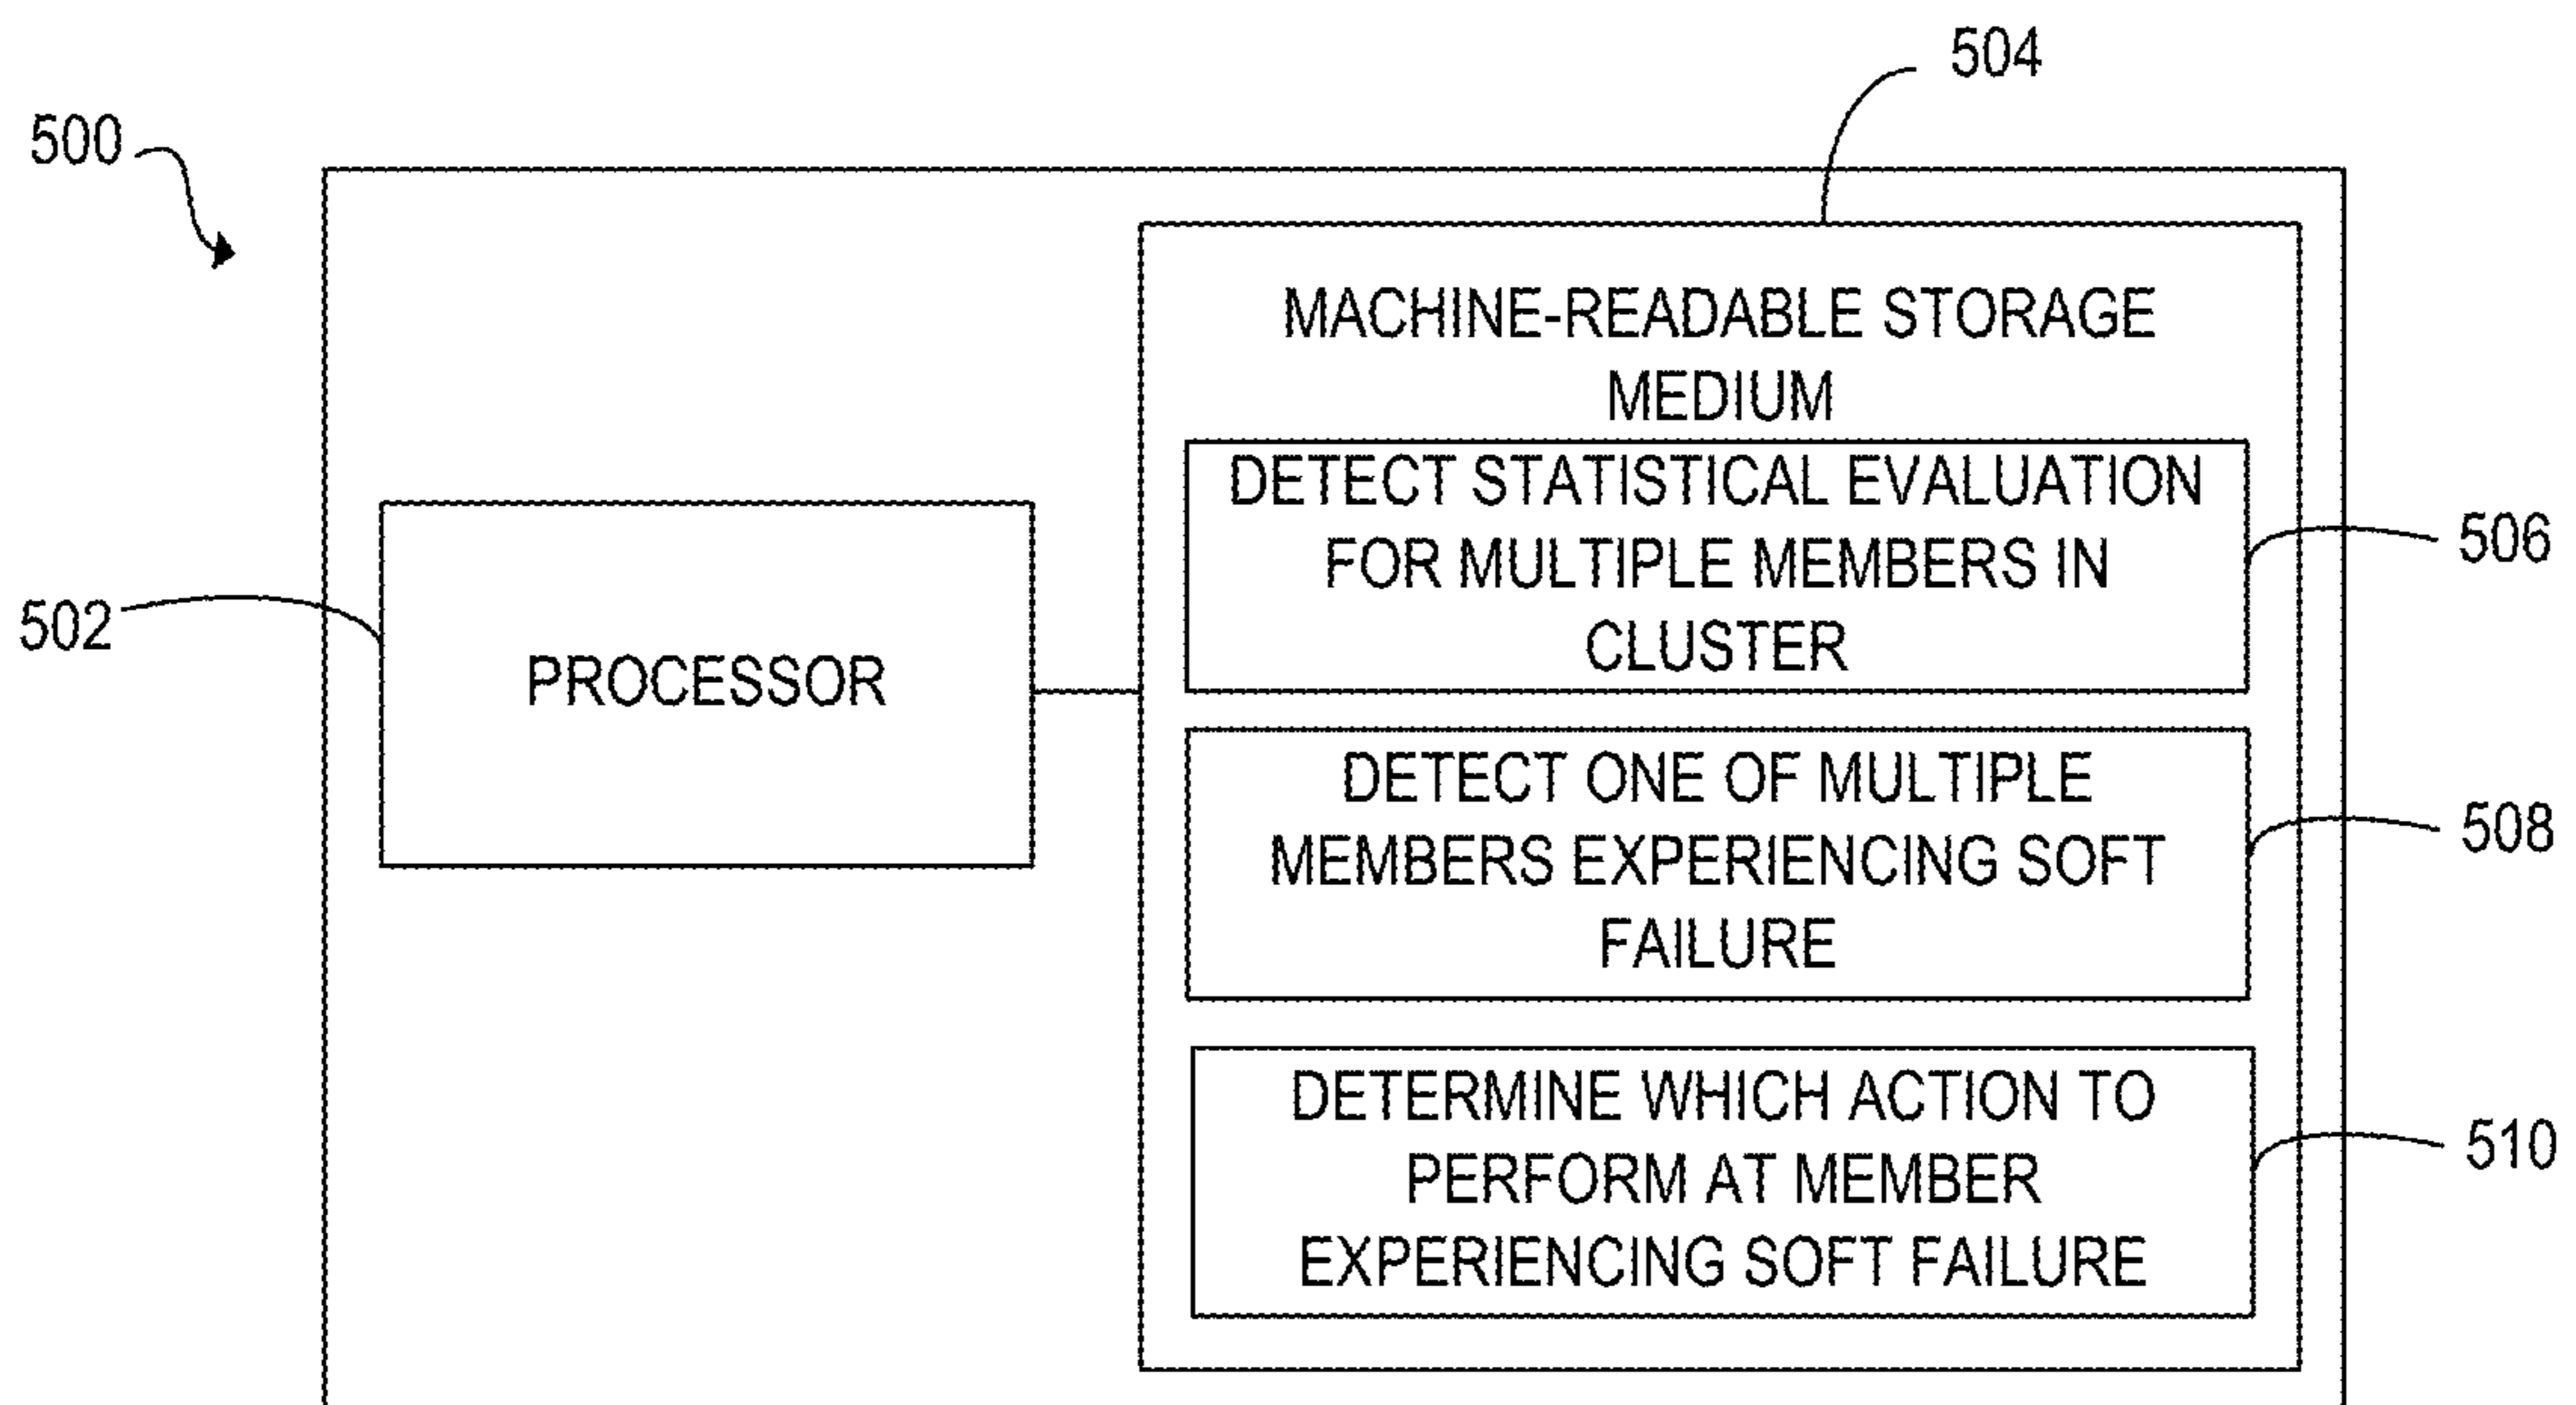 504
500
MACHINE-READABLE STORAGE
MEDIUM
DETECT STATISTICAL EVALUATION
FOR MULTIPLE MEMBERS IN
CLUSTER
506
502
PROCESSOR
DETECT ONE OF MULTIPLE
MEMBERS EXPERIENCING SOFT
FAILURE
508
DETERMINE WHICH ACTION TO
PERFORM AT MEMBER
EXPERIENCING SOFT FAILURE
510